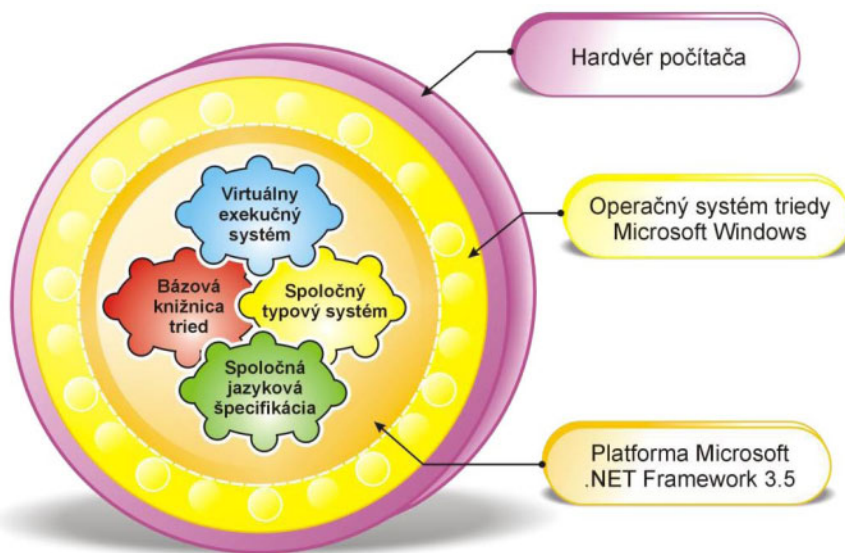 Hardvér počítača
Virtuálny
exekučný
systém
Operačný systém triedy
Microsoft Windows
Bázová
knižnica
tried
Spoločný
typový systém
Spoločná
jazyková
špecifikácia
Platforma Microsoft
.NET Framework 3.5